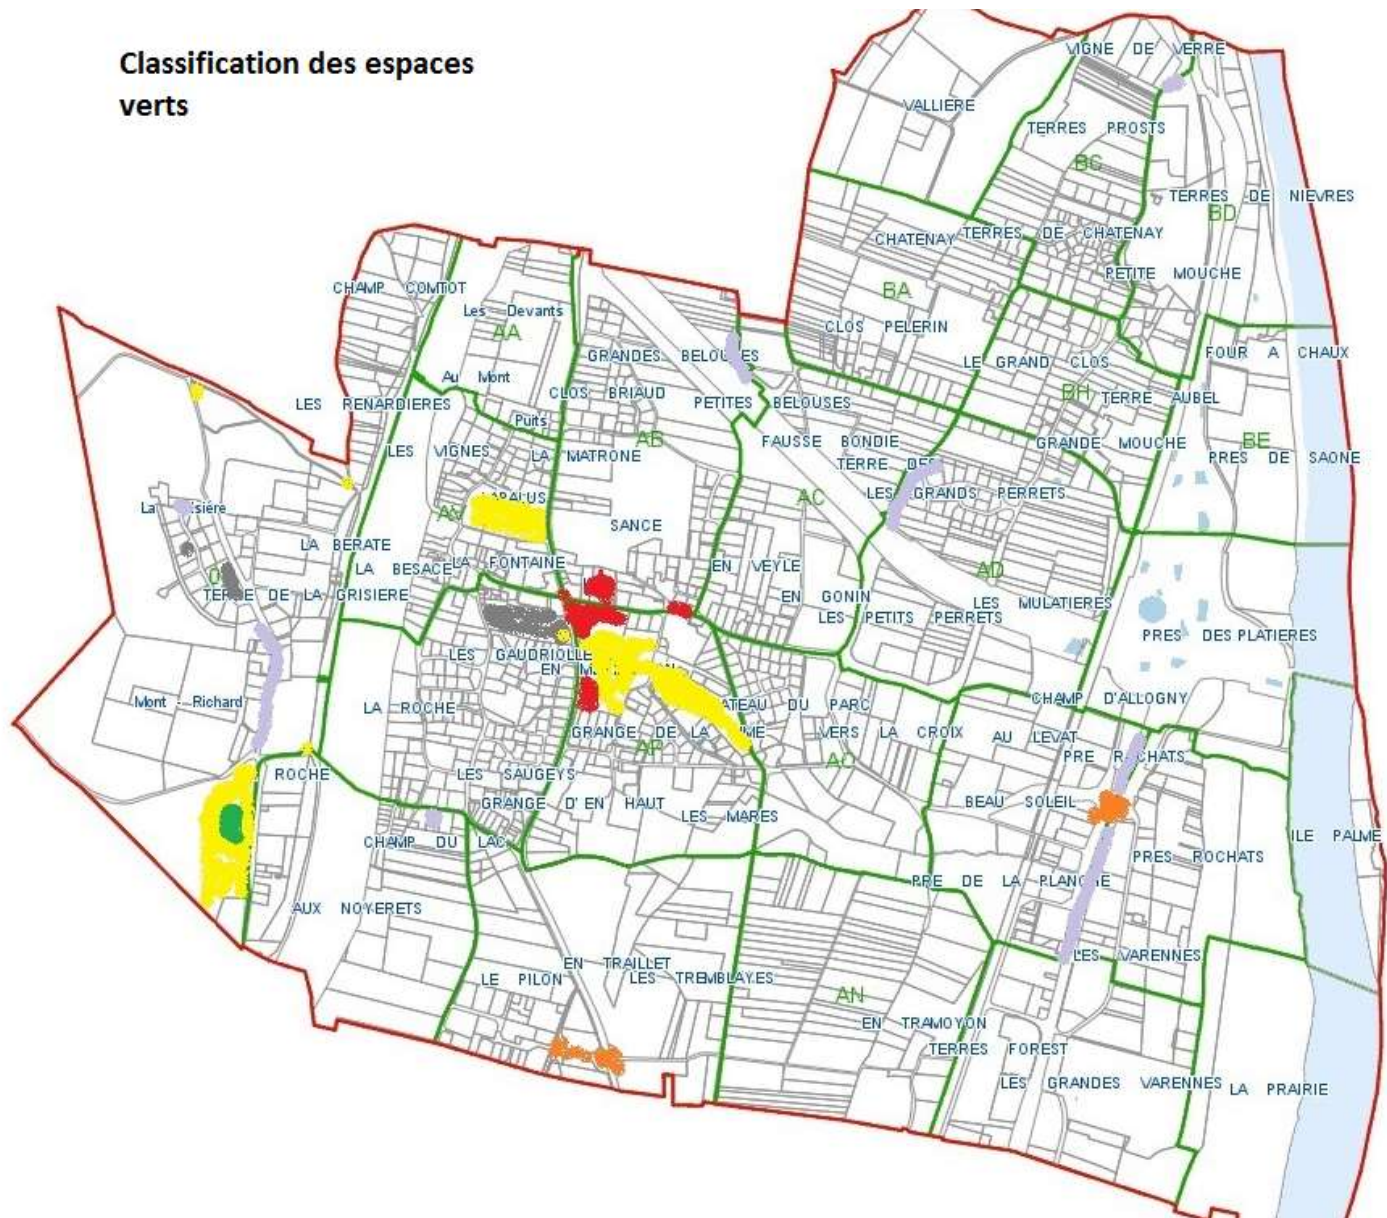 Classification des espaces
verts
VIGNE DE VERRE
VALLIERE
TERRES PROSTS
BC
TERRES DE NIEVRES
BD
CHATENAY TERRES DE CHATENAY
PETITE MOUCHE
CHAMP COMTOT
BA
Les Devants
AA
CLOS PELERIN
GRANDES BELOUSES
FOUR A CHAUX
LE GRAND CLOS
Au Mont
CLOS BRIAUD
BH
TERRE AUBEL
LES RENARDIERES
PETITES BELOUSES
Puits
AB
FAUSSE BONDIE
GRANDE MOUCHE
BE
LES VIGNES
LA MATRONE
PRES DE SAONE
TERRE DES
LES GRANDS PERRETS
AC
SANCE
LA BERATE
LA BESACE
LA FONTAINE
EN VEYLE
AD
TERRE DE LA GRISIERE
EN GONIN
LES MULATIERES
LES PETITS PERRETS
PRES DES PLATIERES
LES GAUDRIOLLE
EN
Mont - Richard
CHAMP D'ALLOGNY
LA ROCHE
DU PARC
GRANGE DE LA
VERS LA CROIX
AU LEVAT
AP
AO
PRE RACHATS
ROCHE
LES SAUGEYS
GRANGE D'EN HAUT
BEAU SOLEIL
LES MARES
ILE PALME
CHAMP DU LAC
PRES ROCHATS
PRE DE LA PLANCHE
AUX NOYERETS
LES VARENNES
EN TRAILLET
LE PILON
LES TREMBLAYES
AN
EN TRAMOYON
TERRES FOREST
LES GRANDES VARENNES
LA PRAIRIE